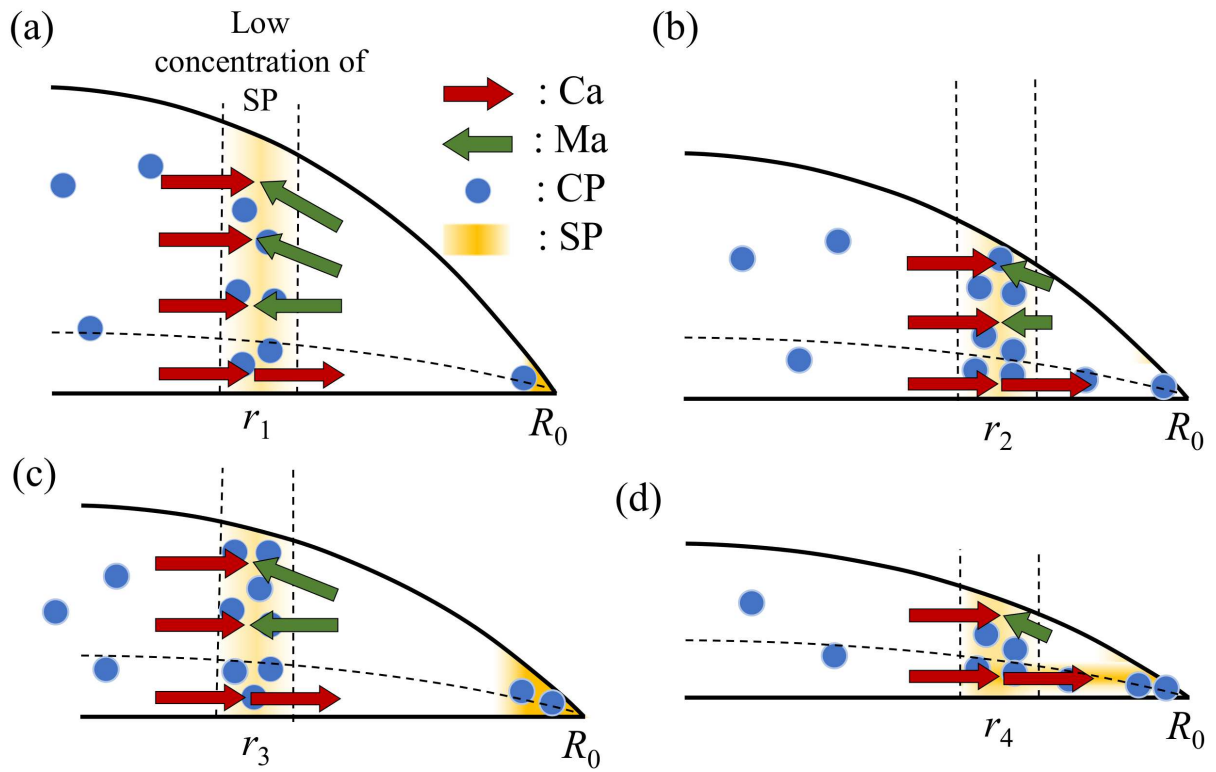 (a)
Low
concentration of
SP
: Ca
: Ma
: CP
: SP
r₁
R₀
(b)
r₂
R₀
(c)
r₃
R₀
(d)
r₄
R₀